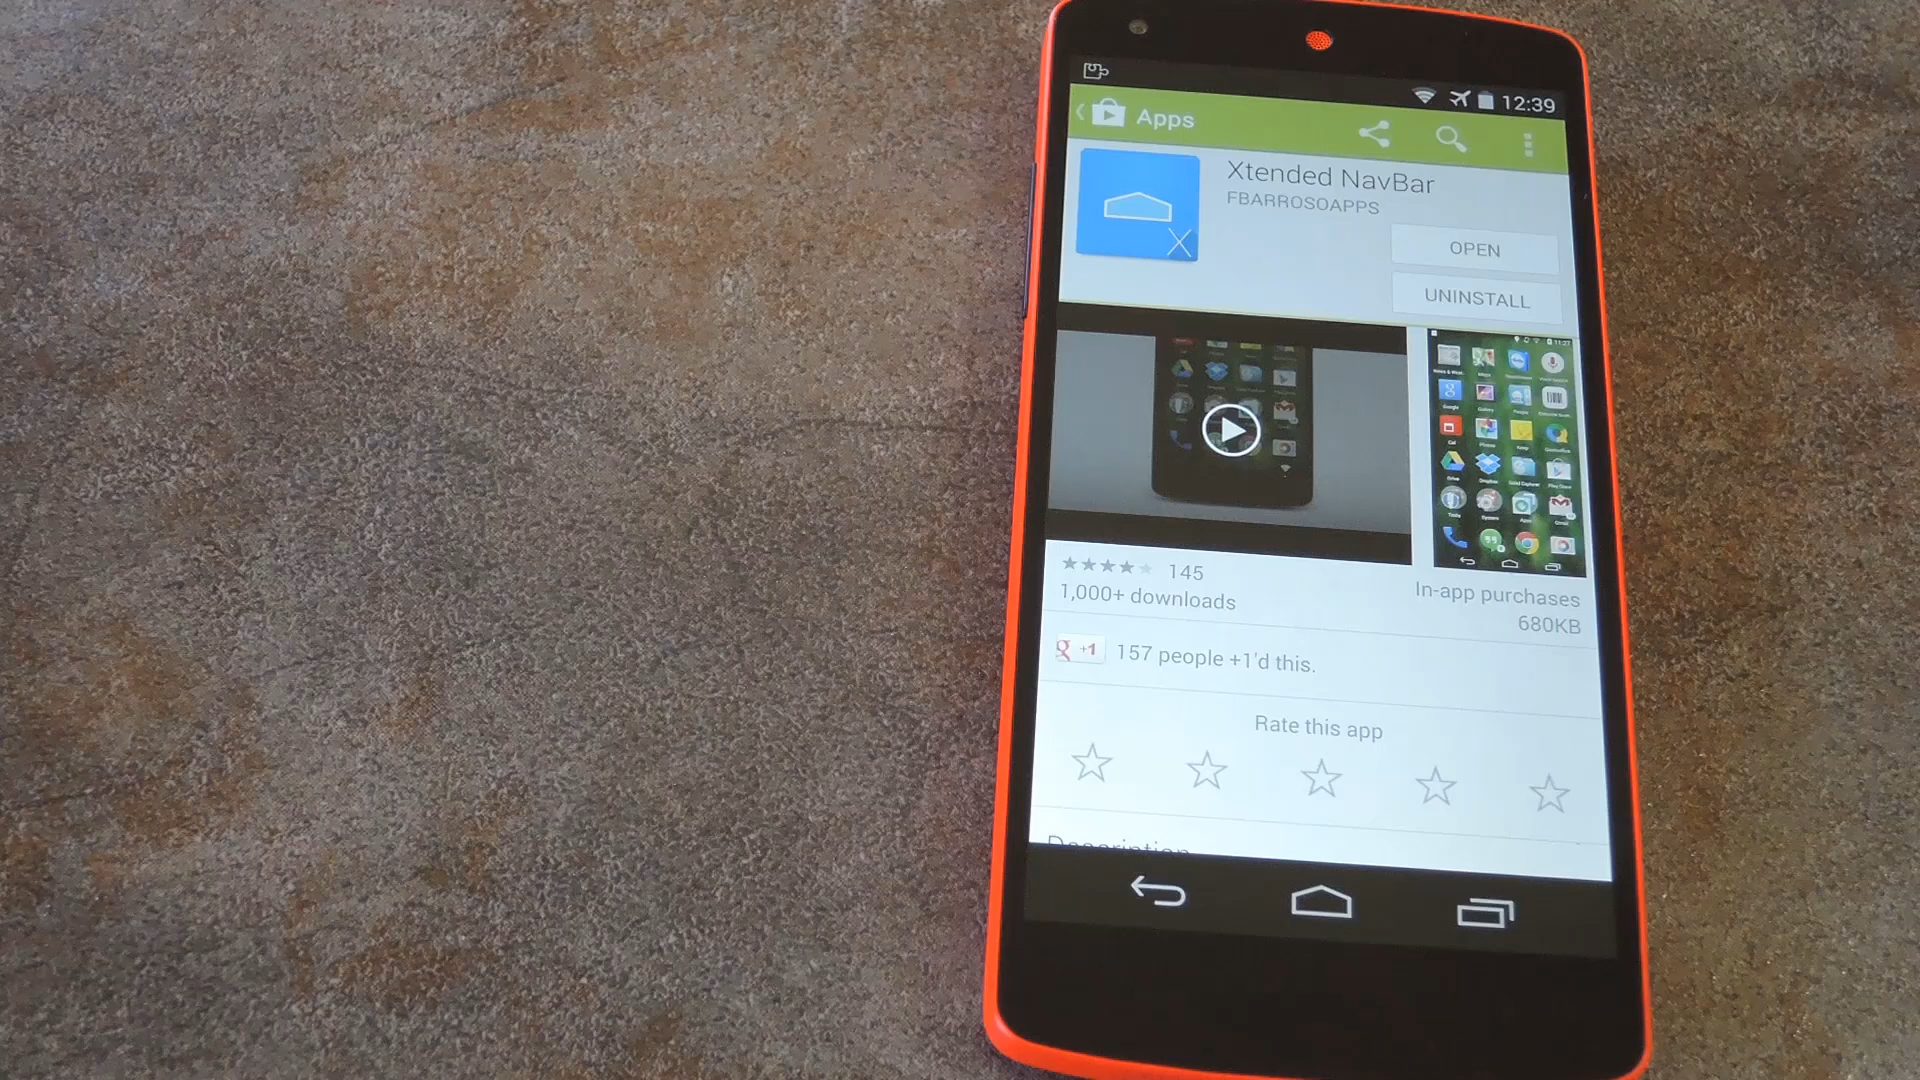 12:39
Apps
Xtended NavBar
FBARROSOAPPS
OPEN
UNINSTALL
145
1,000+ downloads
In-app purchases
680KB
g +1 157 people +1'd this.
Rate this app
Description